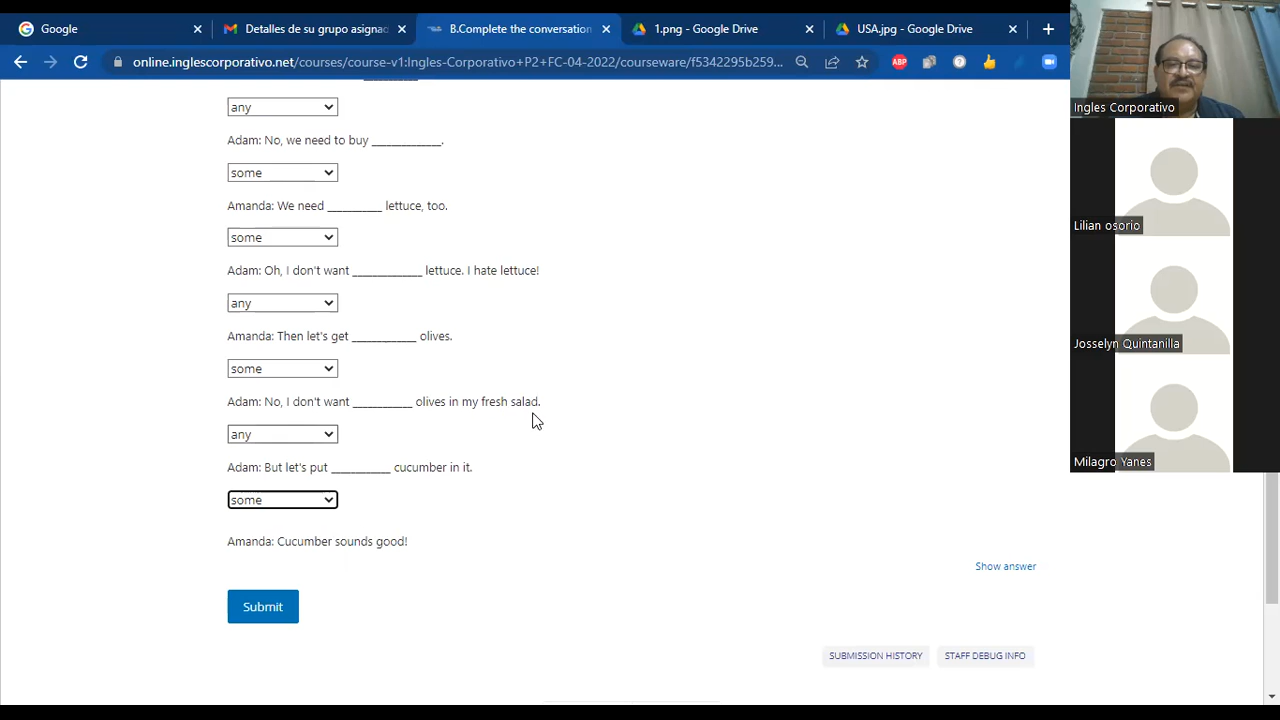 Google
Detalles de su grupo asignac
B.Complete the conversation
1.png - Google Drive
USA.jpg - Google Drive
online.inglescorporativo.net/courses/course-v1:Ingles-Corporativo+P2+FC-04-2022/courseware/f5342295b259...
ABP
any
Adam: No, we need to buy _____________.
some
Amanda: We need __________ lettuce, too.
some
Adam: Oh, I don't want _____________ lettuce. I hate lettuce!
any
Amanda: Then let's get ____________ olives.
some
Adam: No, I don't want ___________ olives in my fresh salad.
any
Adam: But let's put ___________ cucumber in it.
some
Amanda: Cucumber sounds good!
Show answer
Submit
SUBMISSION HISTORY
STAFF DEBUG INFO
Ingles Corporativo
Lilian osorio
Josselyn Quintanilla
Milagro Yanes